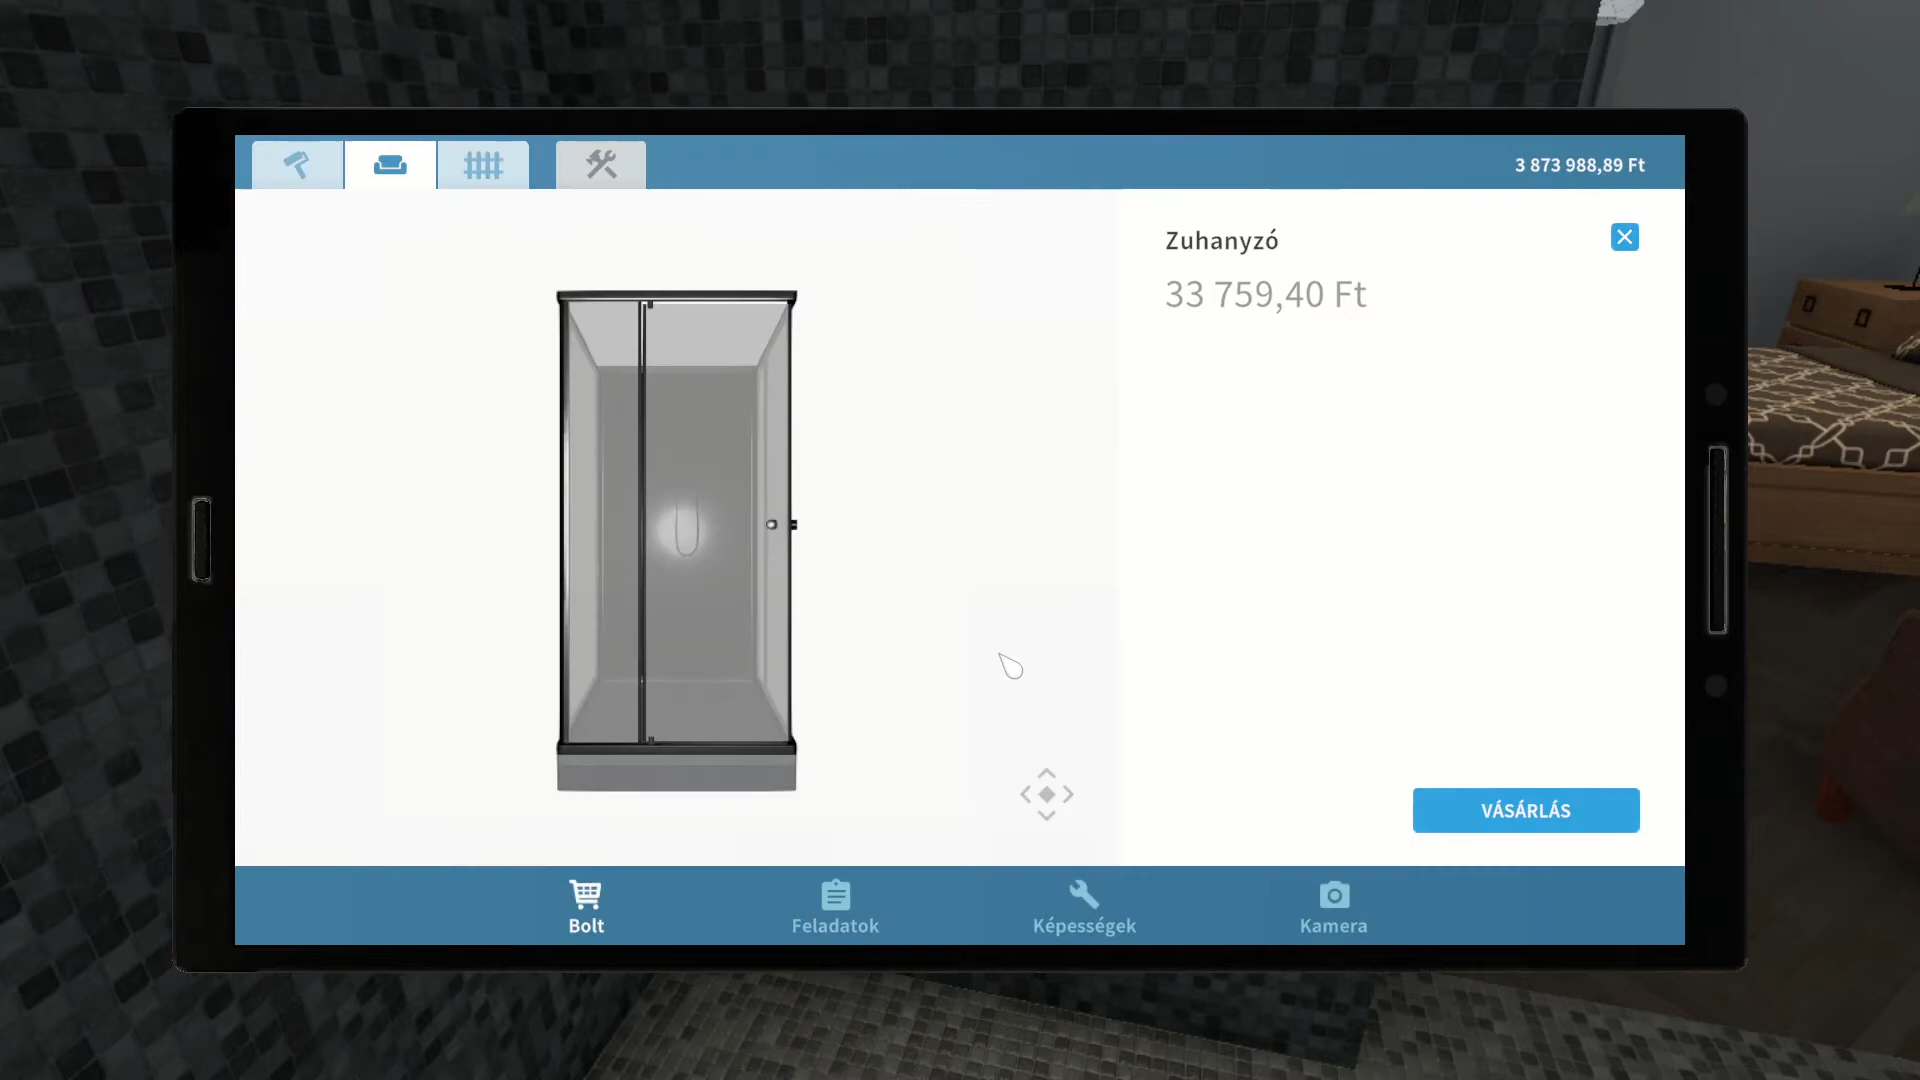 3 873 988,89 Ft
Zuhanyzó
33 759,40 Ft
VÁSÁRLÁS
Bolt
Feladatok
Képességek
Kamera